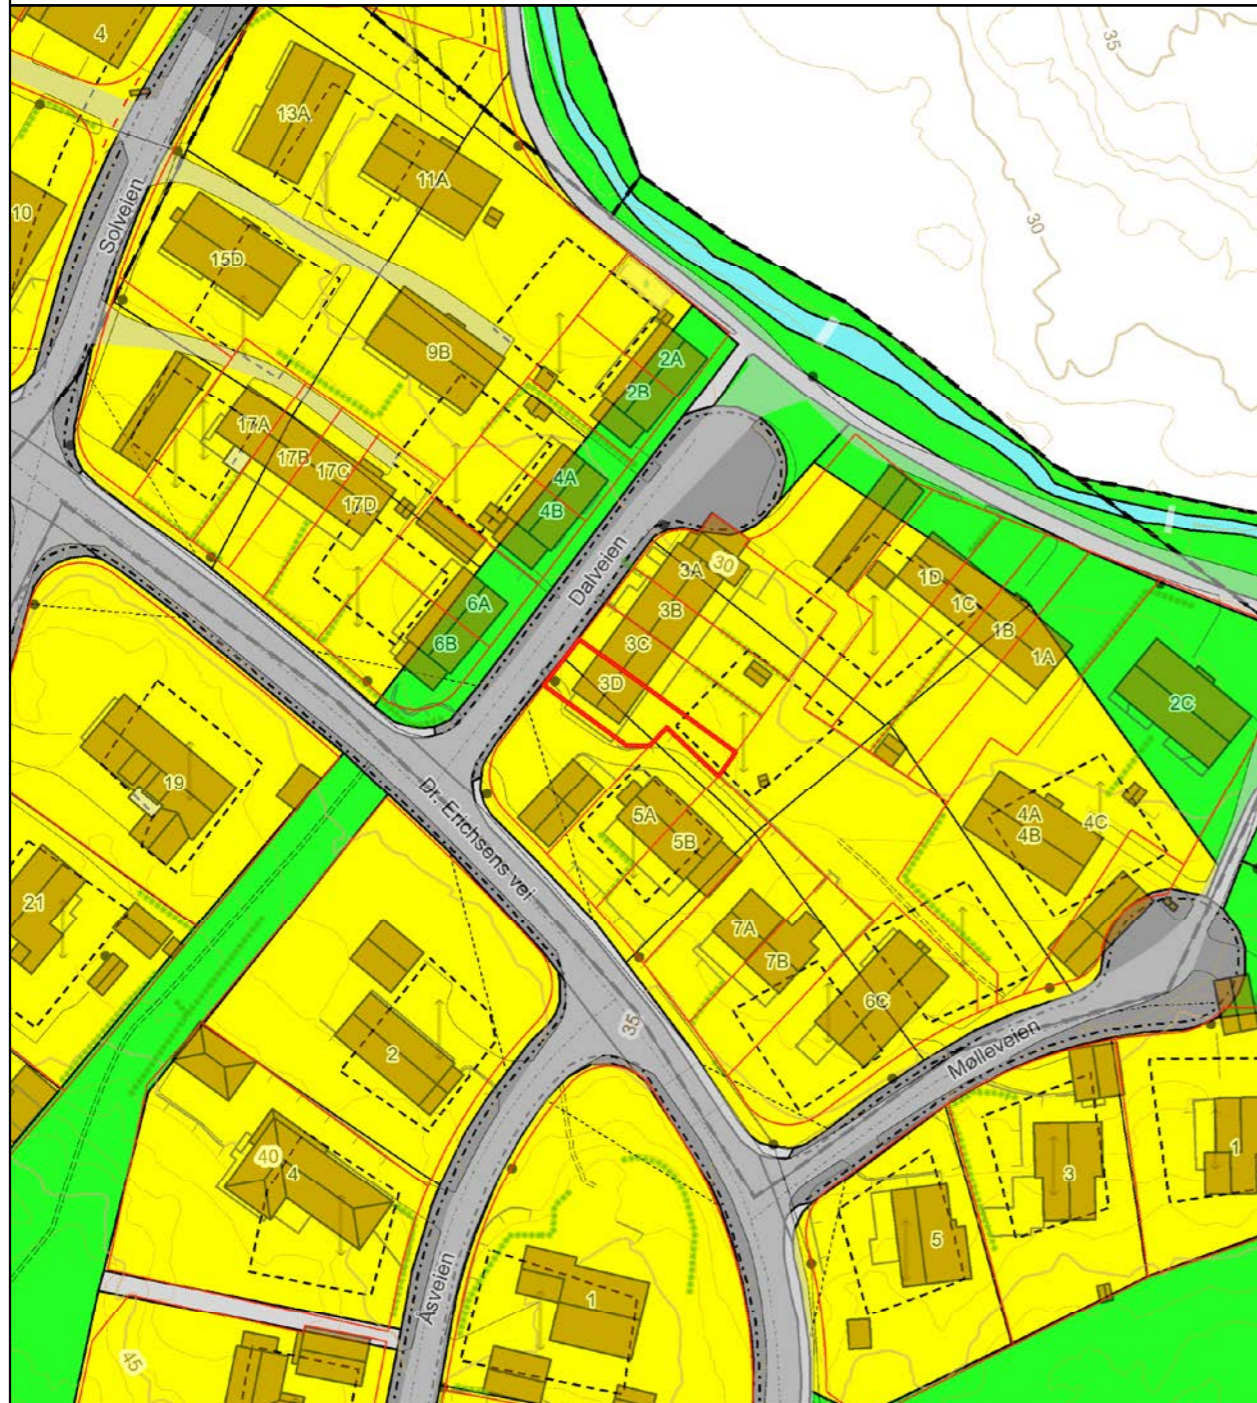 4
35
13A
11A
10
Solveien
30
15D
9B
2A
2B
17A
17B
17C
17D
4A
4B
Dalveien
3A
30
3B
3C
3D
1D
1C
1B
1A
6A
6B
2C
19
Dr. Erichsens vei
5A
5B
4A
4B
4C
21
7A
7B
6C
2
35
Mølleveien
40
4
3
1
5
1
Åsveien
45